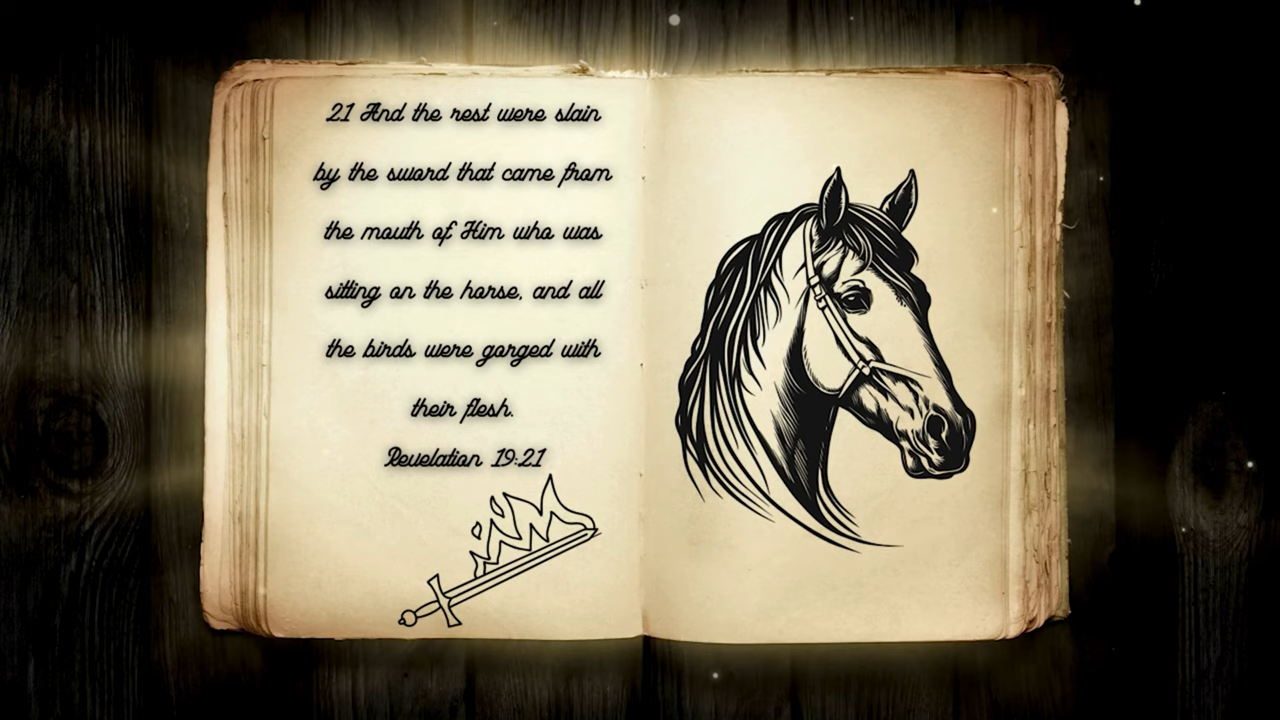 21 And the rest were slain
by the sword that came from
the mouth of Him who was
sitting on the horse, and all
the birds were gorged with
their flesh.
Revelation 19:21